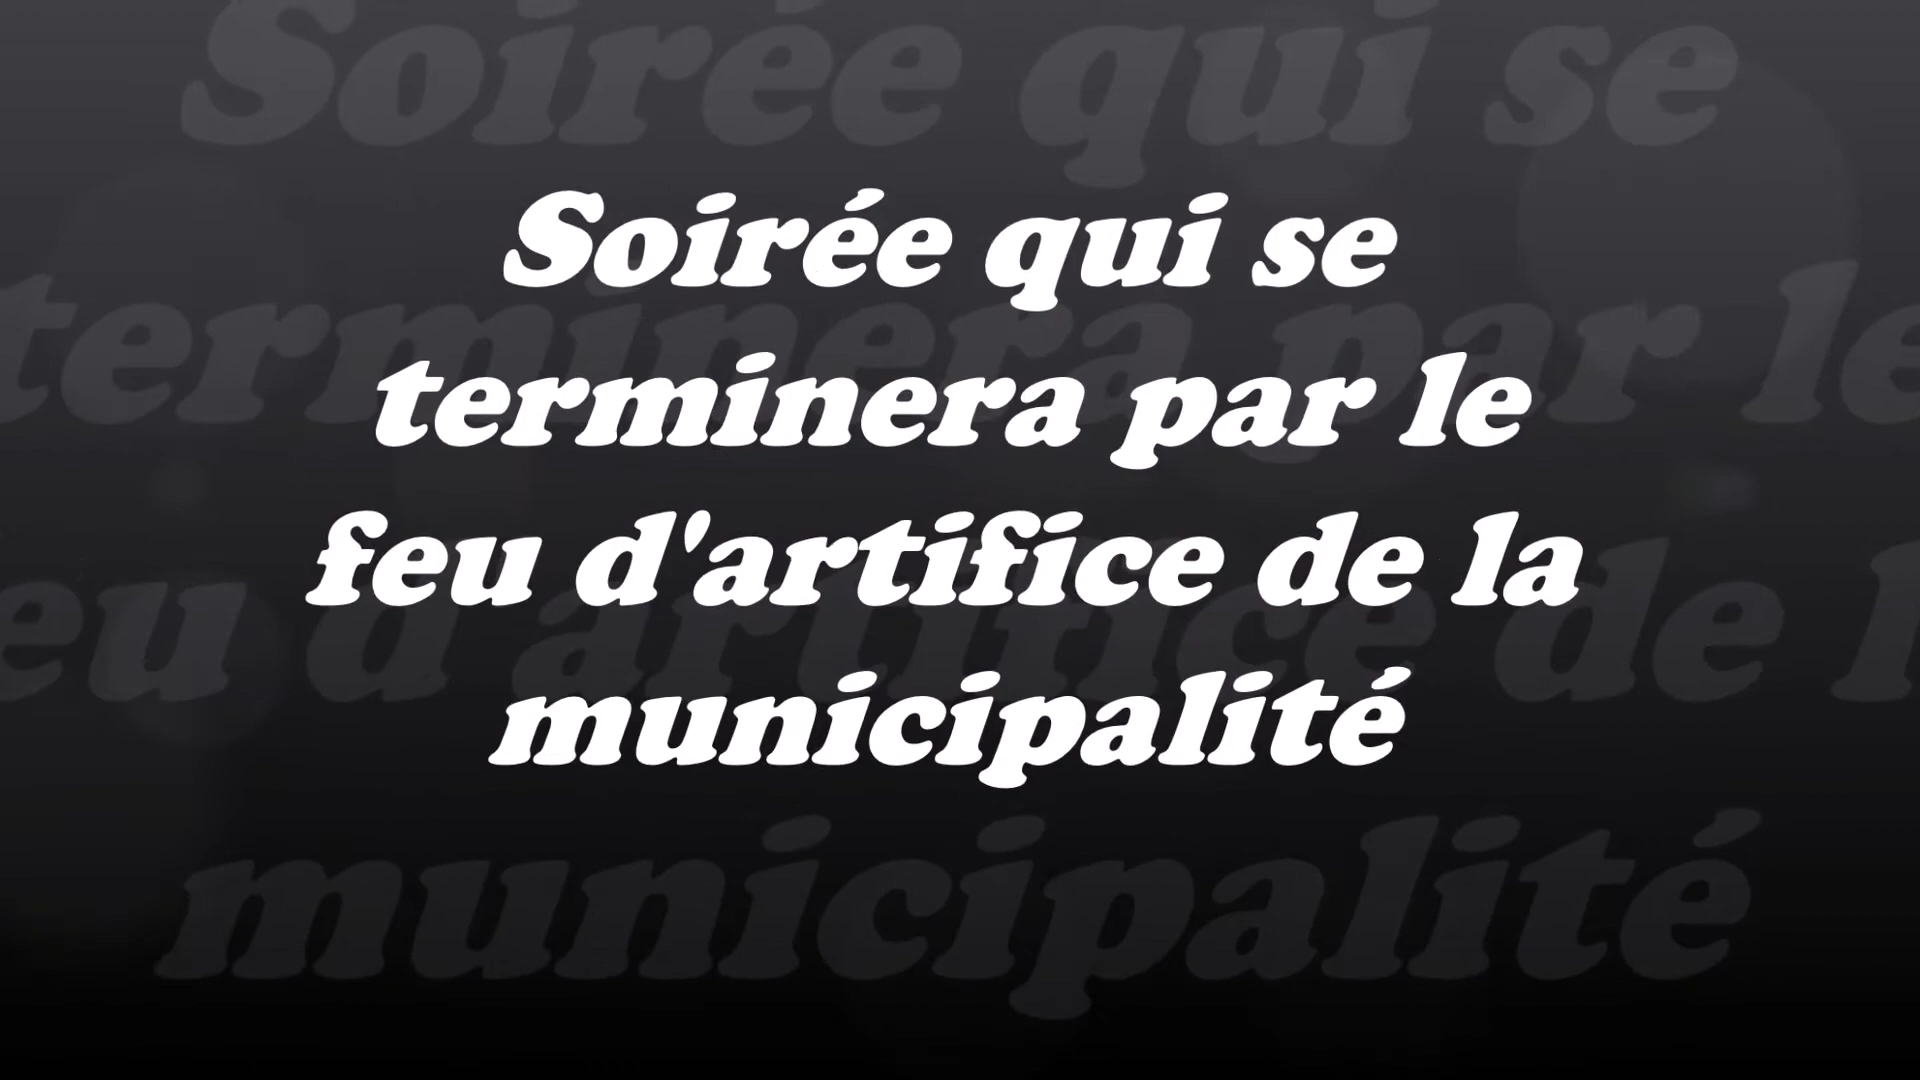 Soirée qui se
terminera par le
feu d'artifice de la
municipalité